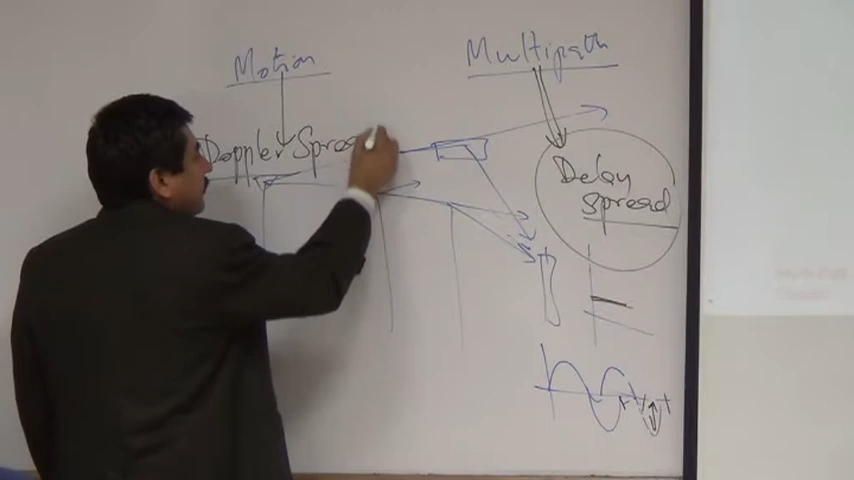 Motion
Multipath
Doppler Spread
Delay
Spread